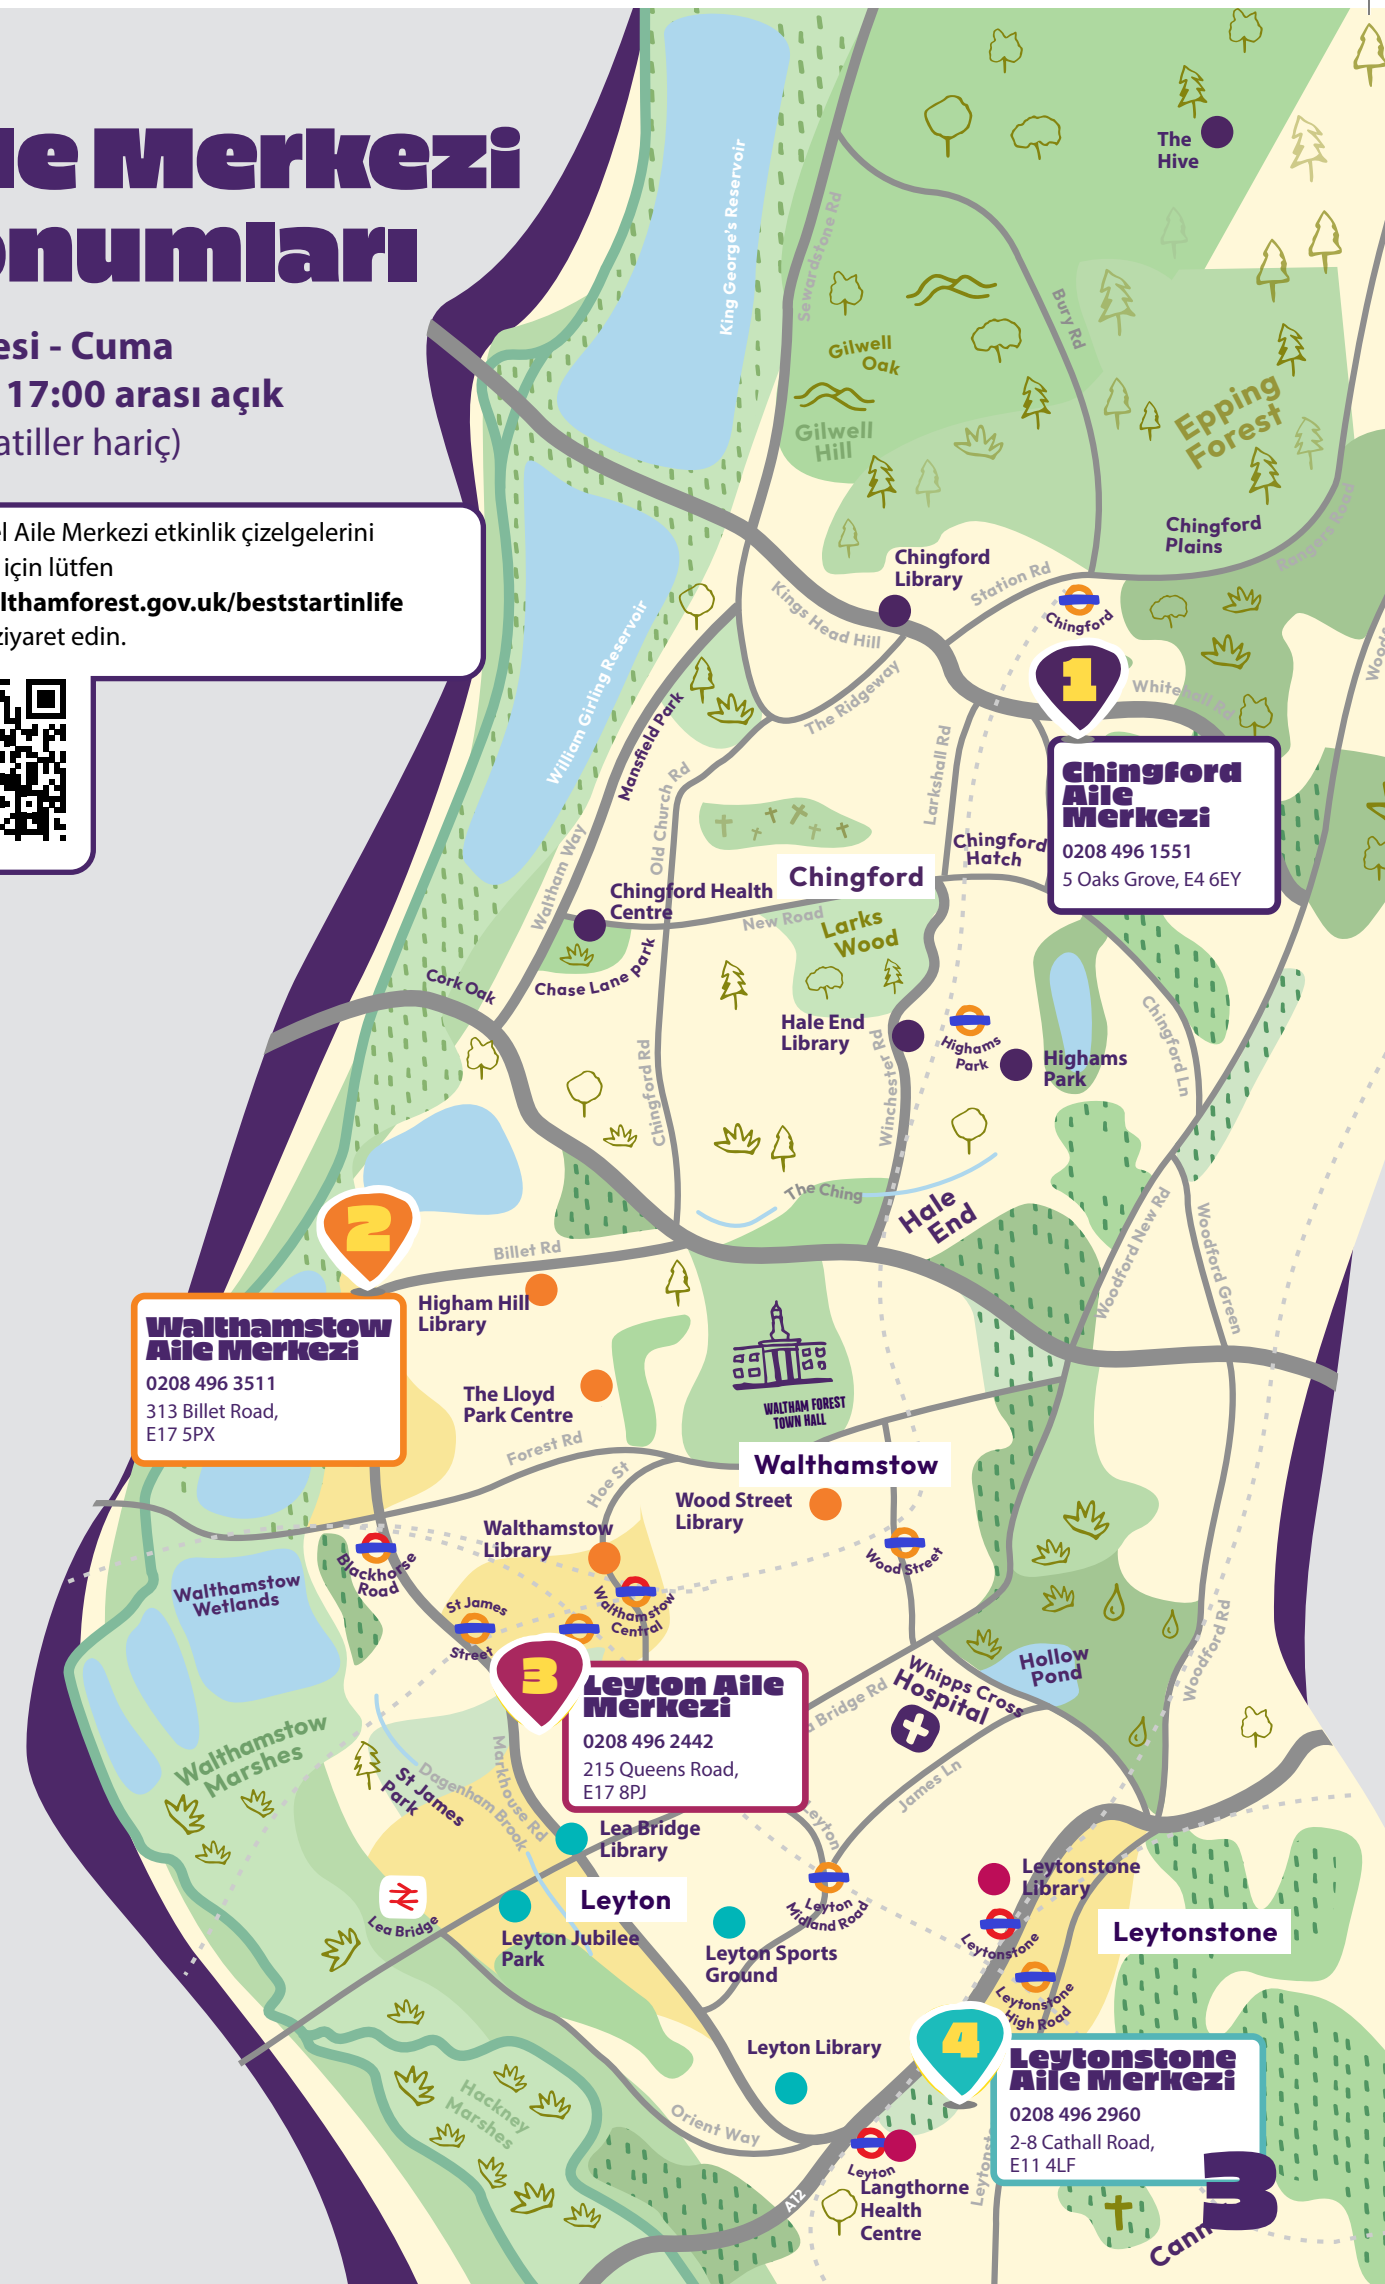 le Merkezi
onumları
esi - Cuma
17:00 arası açık
atiller hariç)
el Aile Merkezi etkinlik çizelgelerini
için lütfen
lthamforest.gov.uk/beststartinlife
ziyaret edin.
King George's Reservoir
Sewardstone Rd
The
Hive
Bury Rd
Gilwell
Oak
Gilwell
Hill
Epping
Forest
Chingford
Plains
Rangers Road
Chingford
Library
Station Rd
Chingford
Kings Head Hill
The Ridgeway
Whitehall Rd
William Girling Reservoir
Mansfield Park
1
Chingford
Aile
Merkezi
0208 496 1551
5 Oaks Grove, E4 6EY
Larkshall Rd
Old Church Rd
Waltham Way
Chingford
Hatch
Chingford
Chingford Health
Centre
New Road
Larks
Wood
Chase Lane park
Cork Oak
Hale End
Library
Highams
Park
Highams
Park
Chingford Ln
Chingford Rd
Winchester Rd
The Ching
Hale
End
Woodford New Rd
Woodford Green
2
Billet Rd
Higham Hill
Library
Walthamstow
Aile Merkezi
0208 496 3511
313 Billet Road,
E17 5PX
The Lloyd
Park Centre
WALTHAM FOREST
TOWN HALL
Forest Rd
Hoe St
Walthamstow
Wood Street
Library
Walthamstow
Library
Wood Street
Blackhorse
Road
Walthamstow
Wetlands
St James
Street
Walthamstow
Central
Woodford Rd
Hollow
Pond
Whipps Cross
Hospital
3
Leyton Aile
Merkezi
0208 496 2442
215 Queens Road,
E17 8PJ
a Bridge Rd
James Ln
Walthamstow
Marshes
St James
Park
Dagenham Brook
Markhouse Rd
Leyton
Lea Bridge
Library
Leytonstone
Library
Leyton
Lea Bridge
Leyton Jubilee
Park
Leyton
Midland Road
Leyton Sports
Ground
Leytonstone
Leytonstone
Leytonstone
High Road
4
Leyton Library
Leytonstone
Aile Merkezi
0208 496 2960
2-8 Cathall Road,
E11 4LF
Hackney
Marshes
Orient Way
Leyton
Langthorne
Health
Centre
A12
Leytonst
Cann
3